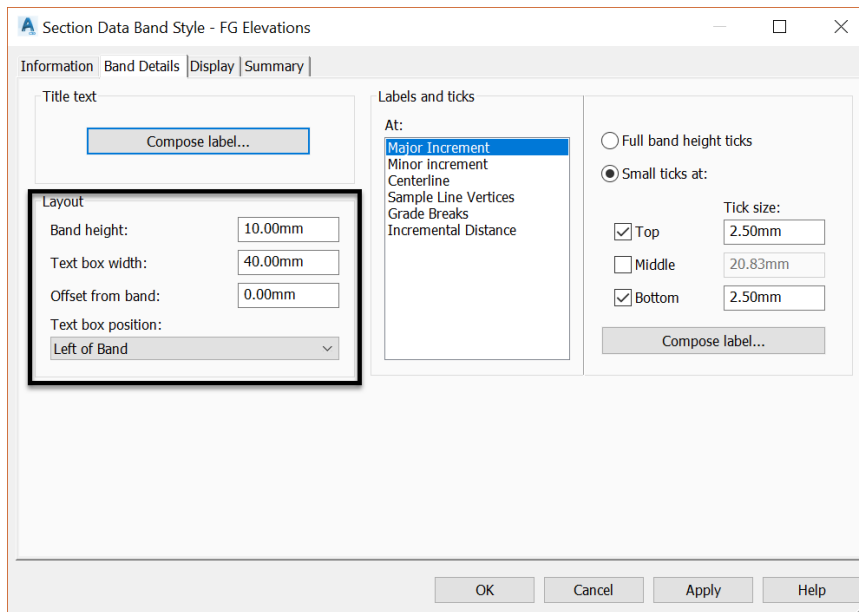 Section Data Band Style - FG Elevations
Information Band Details Display Summary
Title text
Compose label...
Layout
Band height: 10.00mm
Text box width: 40.00mm
Offset from band: 0.00mm
Text box position:
Left of Band
Labels and ticks
At:
Major Increment
Minor increment
Centerline
Sample Line Vertices
Grade Breaks
Incremental Distance
Full band height ticks
Small ticks at:
Tick size:
Top 2.50mm
Middle 20.83mm
Bottom 2.50mm
Compose label...
OK Cancel Apply Help